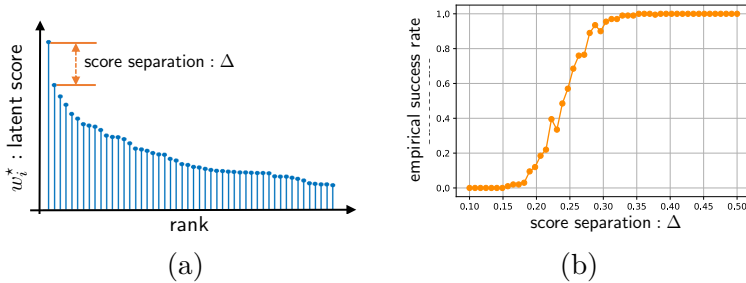 score separation : Δ
w_i^⋆ : latent score
rank
(a)
empirical success rate
1.0
0.8
0.6
0.4
0.2
0.0
0.10 0.15 0.20 0.25 0.30 0.35 0.40 0.45 0.50
score separation : Δ
(b)